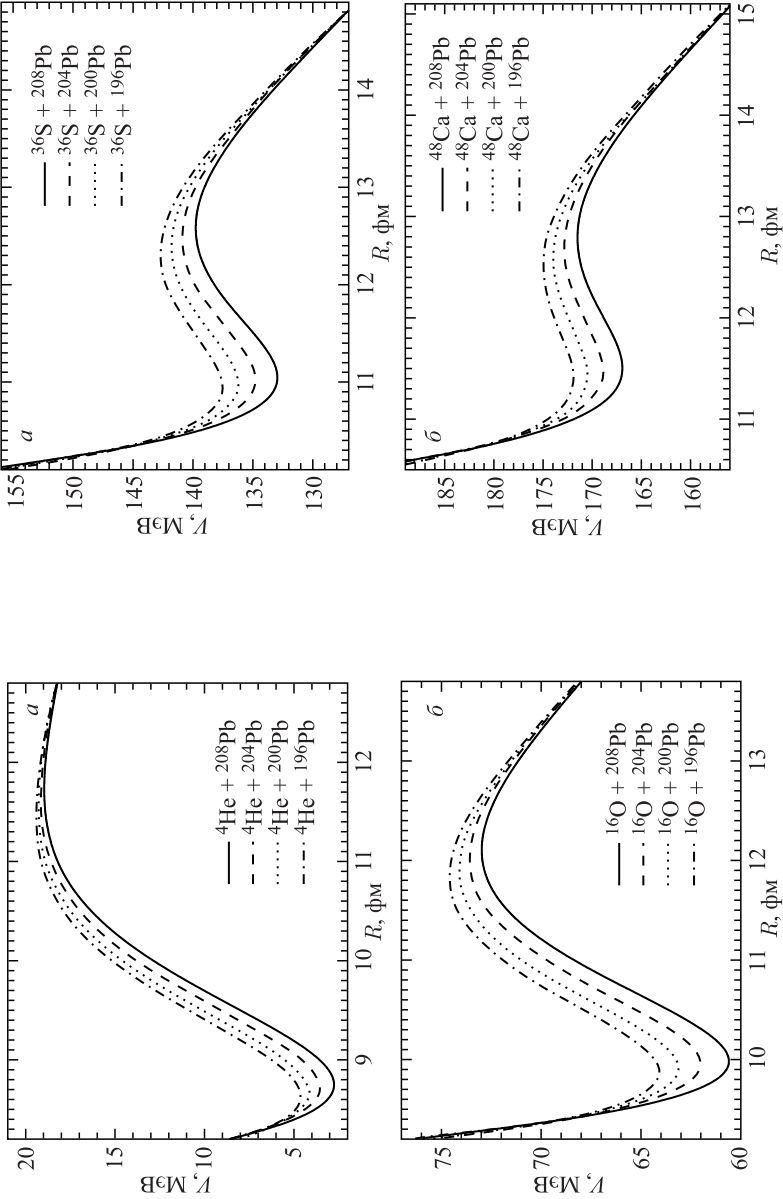 V, МэВ
20
а
15
10
⁴He + ²⁰⁸Pb
⁴He + ²⁰⁴Pb
⁴He + ²⁰⁰Pb
⁴He + ¹⁹⁶Pb
5
9 10 11 12
R, фм
V, МэВ
б
75
70
65
¹⁶O + ²⁰⁸Pb
¹⁶O + ²⁰⁴Pb
¹⁶O + ²⁰⁰Pb
¹⁶O + ¹⁹⁶Pb
60
10 11 12 13
R, фм
V, МэВ
155
а
³⁶S + ²⁰⁸Pb
³⁶S + ²⁰⁴Pb
³⁶S + ²⁰⁰Pb
³⁶S + ¹⁹⁶Pb
150
145
140
135
130
11 12 13 14
R, фм
V, МэВ
б
⁴⁸Ca + ²⁰⁸Pb
⁴⁸Ca + ²⁰⁴Pb
⁴⁸Ca + ²⁰⁰Pb
⁴⁸Ca + ¹⁹⁶Pb
185
180
175
170
165
160
11 12 13 14 15
R, фм